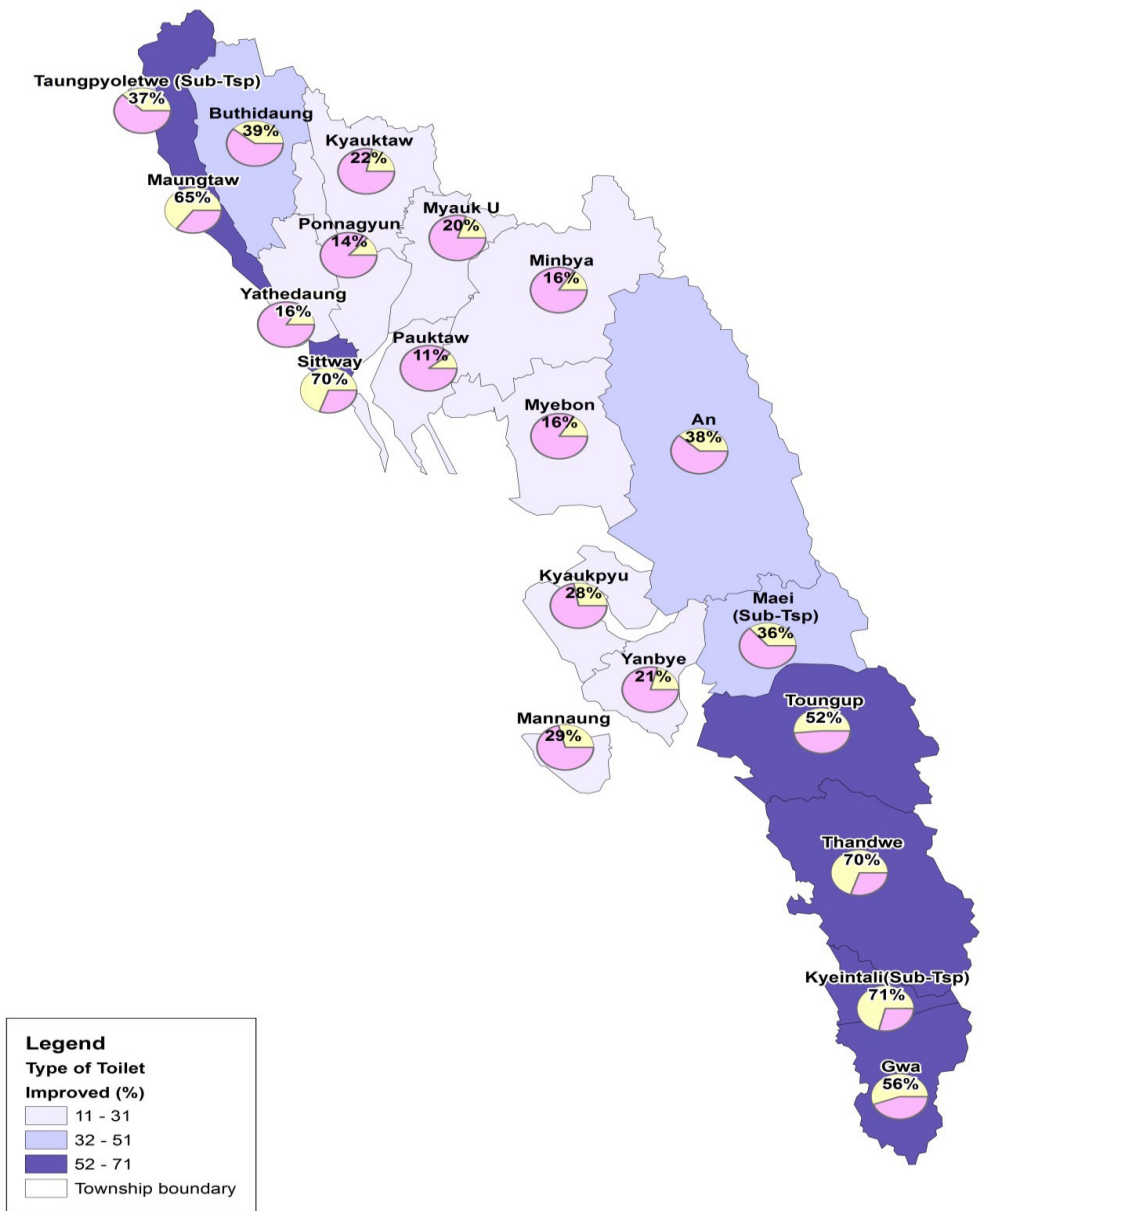 Taungpyoletwe (Sub-Tsp)
37%
Buthidaung
39%
Kyauktaw
22%
Maungtaw
65%
Myauk U
20%
Ponnagyun
14%
Minbya
16%
Yathedaung
16%
Pauktaw
11%
Sittway
70%
Myebon
16%
An
38%
Kyaukpyu
28%
Maei
(Sub-Tsp)
36%
Yanbye
21%
Toungup
52%
Mannaung
29%
Thandwe
70%
Kyeintali(Sub-Tsp)
71%
Gwa
56%
Legend
Type of Toilet
Improved (%)
11 - 31
32 - 51
52 - 71
Township boundary